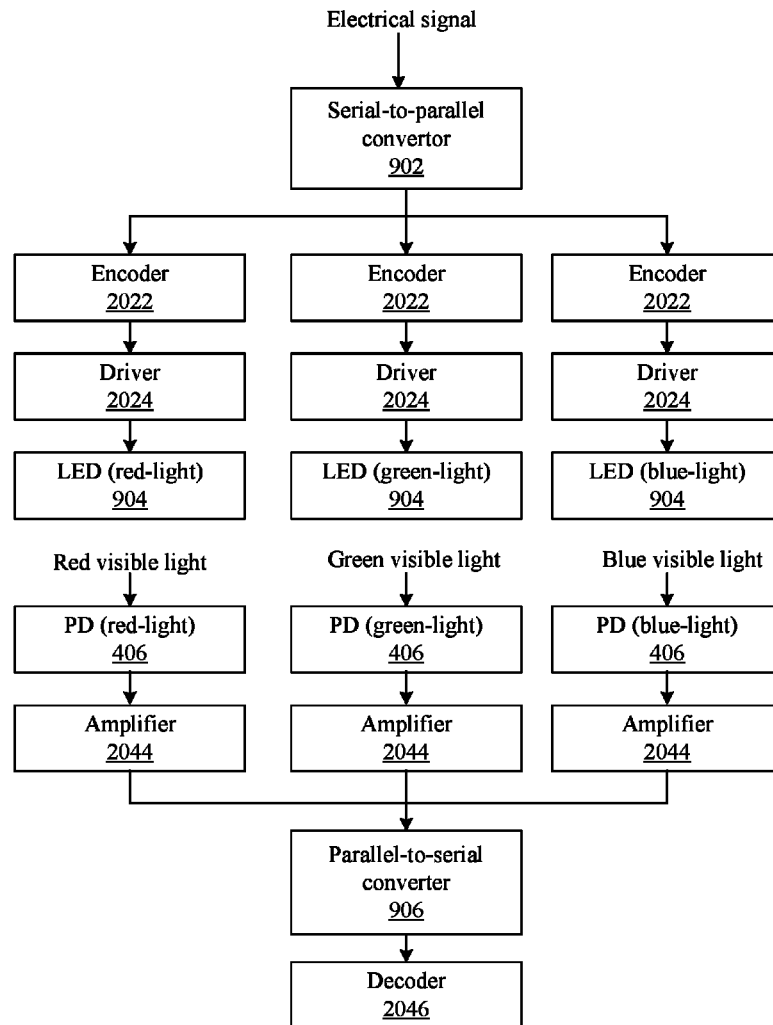 Electrical signal
Serial-to-parallel
convertor
902
Encoder
2022
Encoder
2022
Encoder
2022
Driver
2024
Driver
2024
Driver
2024
LED (red-light)
904
LED (green-light)
904
LED (blue-light)
904
Red visible light
Green visible light
Blue visible light
PD (red-light)
406
PD (green-light)
406
PD (blue-light)
406
Amplifier
2044
Amplifier
2044
Amplifier
2044
Parallel-to-serial
converter
906
Decoder
2046